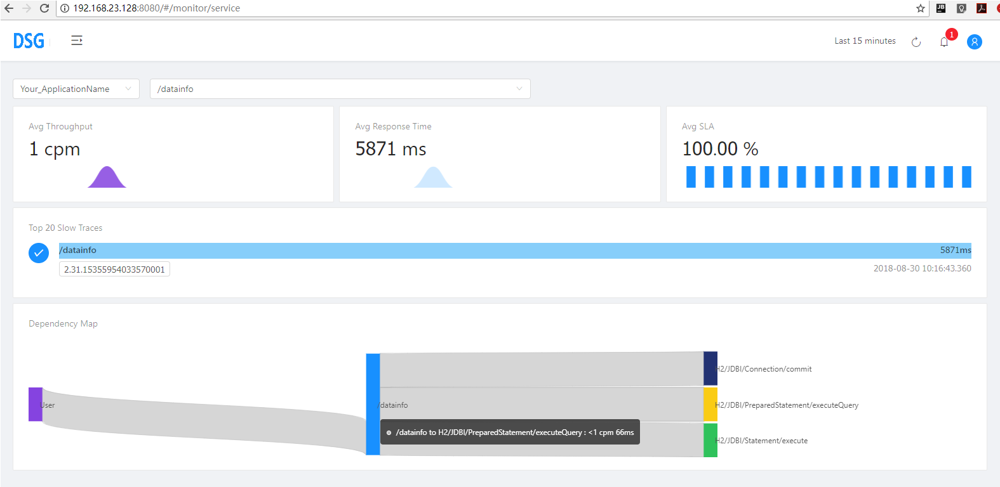 192.168.23.128:8080/#/monitor/service
JB
DSG
Last 15 minutes
1
Your_ApplicationName
/datainfo
Avg Throughput
1 cpm
Avg Response Time
5871 ms
Avg SLA
100.00 %
Top 20 Slow Traces
/datainfo
5871ms
2.31.15355954033570001
2018-08-30 10:16:43.360
Dependency Map
H2/JDBI/Connection/commit
User
/datainfo
H2/JDBI/PreparedStatement/executeQuery
/datainfo to H2/JDBI/PreparedStatement/executeQuery : <1 cpm 66ms
H2/JDBI/Statement/execute